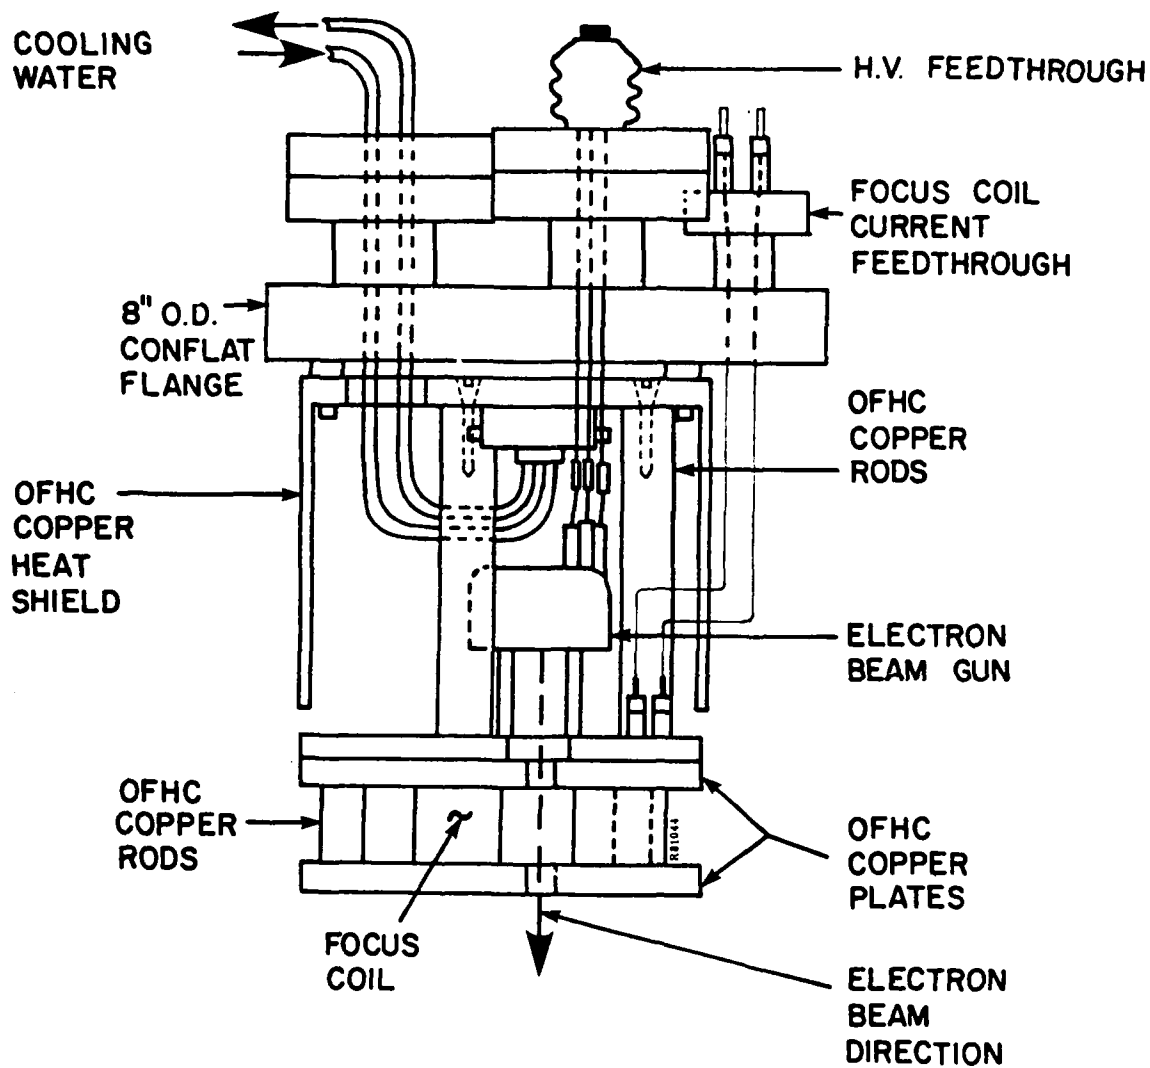 COOLING
WATER
H.V. FEEDTHROUGH
FOCUS COIL
CURRENT
FEEDTHROUGH
8" O.D.
CONFLAT
FLANGE
OFHC
COPPER
RODS
OFHC
COPPER
HEAT
SHIELD
ELECTRON
BEAM GUN
OFHC
COPPER
RODS
R81044
OFHC
COPPER
PLATES
FOCUS
COIL
ELECTRON
BEAM
DIRECTION